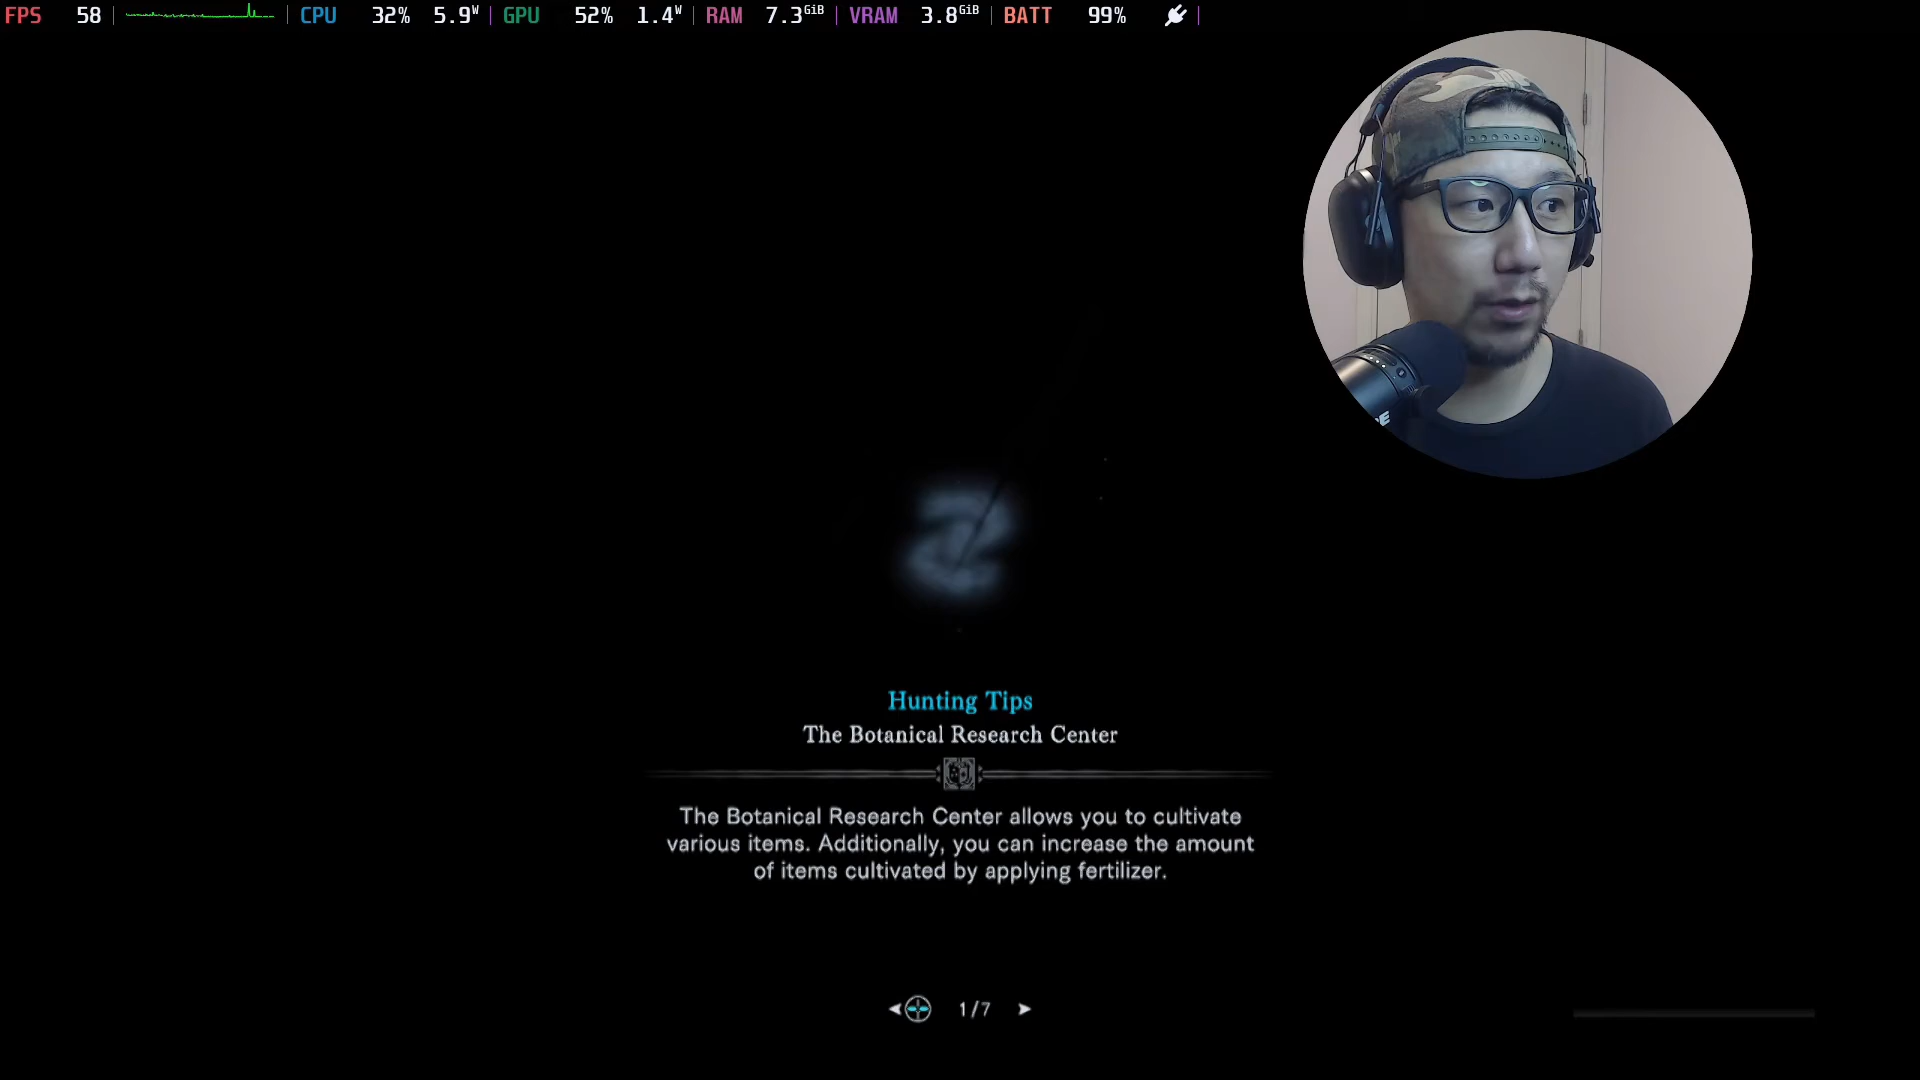 FPS 58 CPU 32% 5.9W GPU 52% 1.4W RAM 7.3GiB VRAM 3.8GiB BATT 99%
Hunting Tips
The Botanical Research Center
The Botanical Research Center allows you to cultivate
various items. Additionally, you can increase the amount
of items cultivated by applying fertilizer.
1/7